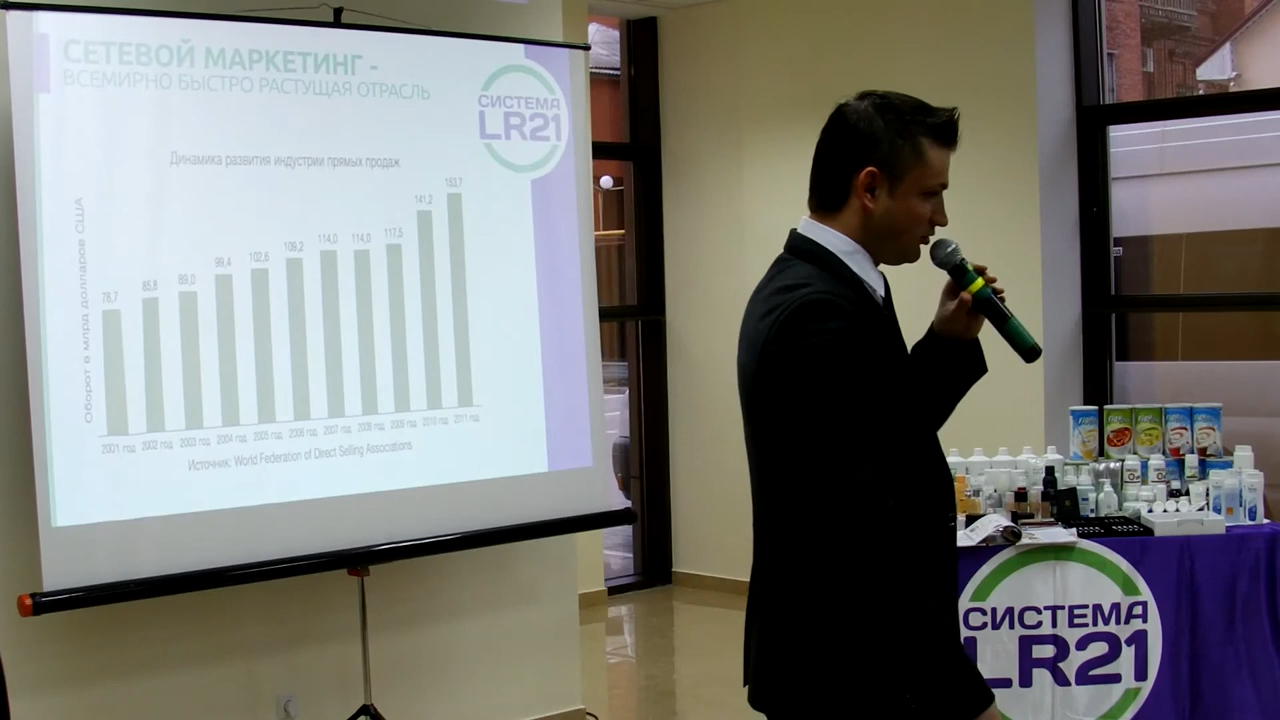 СЕТЕВОЙ МАРКЕТИНГ -
ВСЕМИРНО БЫСТРО РАСТУЩАЯ ОТРАСЛЬ
СИСТЕМА
LR21
Динамика развития индустрии прямых продаж
Оборот в млрд долларов США
78,7
85,8
89,0
99,4
102,6
109,2
114,0
114,0
117,5
141,2
153,7
2001 год
2002 год
2003 год
2004 год
2005 год
2006 год
2007 год
2008 год
2009 год
2010 год
2011 год
Источник: World Federation of Direct Selling Associations
СИСТЕМА
LR21